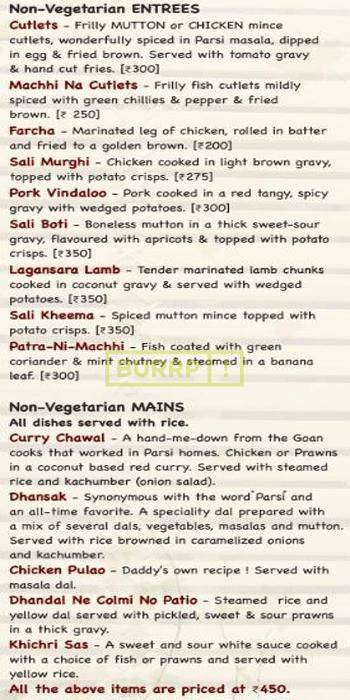 Non-Vegetarian ENTREES
Cutlets - Frilly MUTTON or CHICKEN mince
cutlets, wonderfully spiced in Parsi masala, dipped
in egg & fried brown. Served with tomato gravy
& hand cut fries. [₹300]
Machhi Na Cutlets - Frilly fish cutlets mildly
spiced with green chillies & pepper & fried
brown. [₹ 250]
Farcha - Marinated leg of chicken, rolled in batter
and fried to a golden brown. [₹200]
Sali Murghi - Chicken cooked in light brown gravy,
topped with potato crisps. [₹275]
Pork Vindaloo - Pork cooked in a red tangy, spicy
gravy with wedged potatoes. [₹300]
Sali Boti - Boneless mutton in a thick sweet-sour
gravy, flavoured with apricots & topped with potato
crisps. [₹350]
Lagansara Lamb - Tender marinated lamb chunks
cooked in coconut gravy & served with wedged
potatoes. [₹350]
Sali Kheema - Spiced mutton mince topped with
potato crisps. [₹350]
Patra-Ni-Machhi - Fish coated with green
coriander & mint chutney & steamed in a banana
leaf. [₹300]
BURRP!
Non-Vegetarian MAINS
All dishes served with rice.
Curry Chawal - A hand-me-down from the Goan
cooks that worked in Parsi homes. Chicken or Prawns
in a coconut based red curry. Served with steamed
rice and kachumber (onion salad).
Dhansak - Synonymous with the word 'Parsi' and
an all-time favorite. A speciality dal prepared with
a mix of several dals, vegetables, masalas and mutton.
Served with rice browned in caramelized onions
and kachumber.
Chicken Pulao - Daddy's own recipe ! Served with
masala dal.
Dhandal Ne Colmi No Patio - Steamed rice and
yellow dal served with pickled, sweet & sour prawns
in a thick gravy.
Khichri Sas - A sweet and sour white sauce cooked
with a choice of fish or prawns and served with
yellow rice.
All the above items are priced at ₹450.